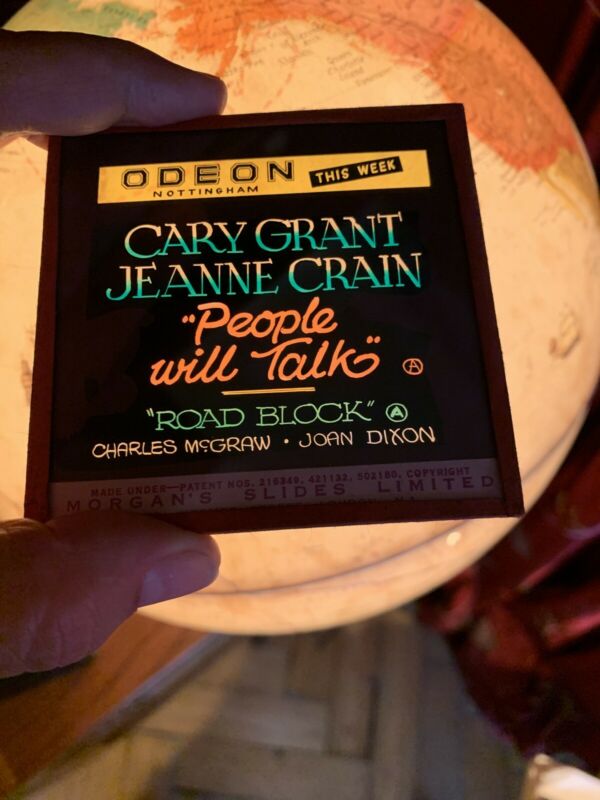 ODEON THIS WEEK
NOTTINGHAM
CARY GRANT
JEANNE CRAIN
"People
will Talk" Ⓐ
"ROAD BLOCK" Ⓐ
CHARLES McGRAW · JOAN DIXON
MADE UNDER—PATENT NOS. 216849, 421132, 502180, COPYRIGHT
MORGAN'S SLIDES LIMITED